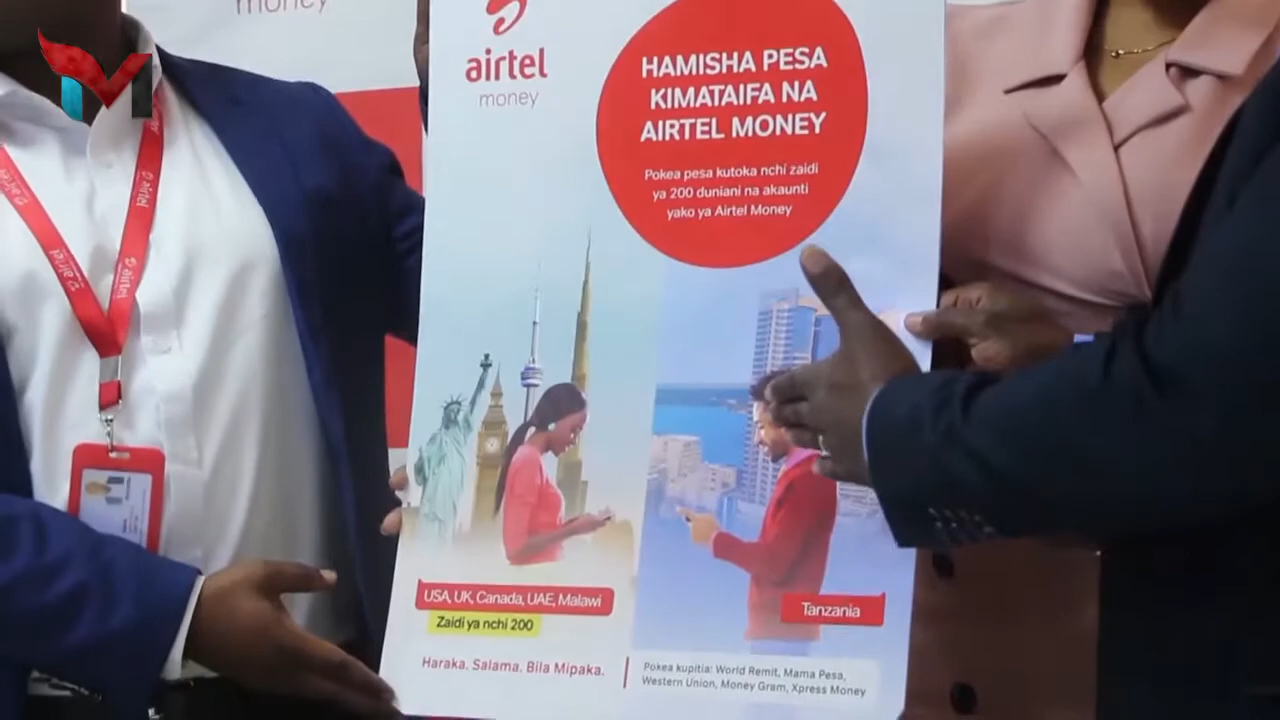 money
airtel
money
HAMISHA PESA
KIMATAIFA NA
AIRTEL MONEY
Pokea pesa kutoka nchi zaidi
ya 200 duniani na akaunti
yako ya Airtel Money
airtel
airtel
airtel
airtel
USA, UK, Canada, UAE, Malawi
Zaidi ya nchi 200
Tanzania
Haraka. Salama. Bila Mipaka.
Pokea kupitia: World Remit, Mama Pesa,
Western Union, Money Gram, Xpress Money